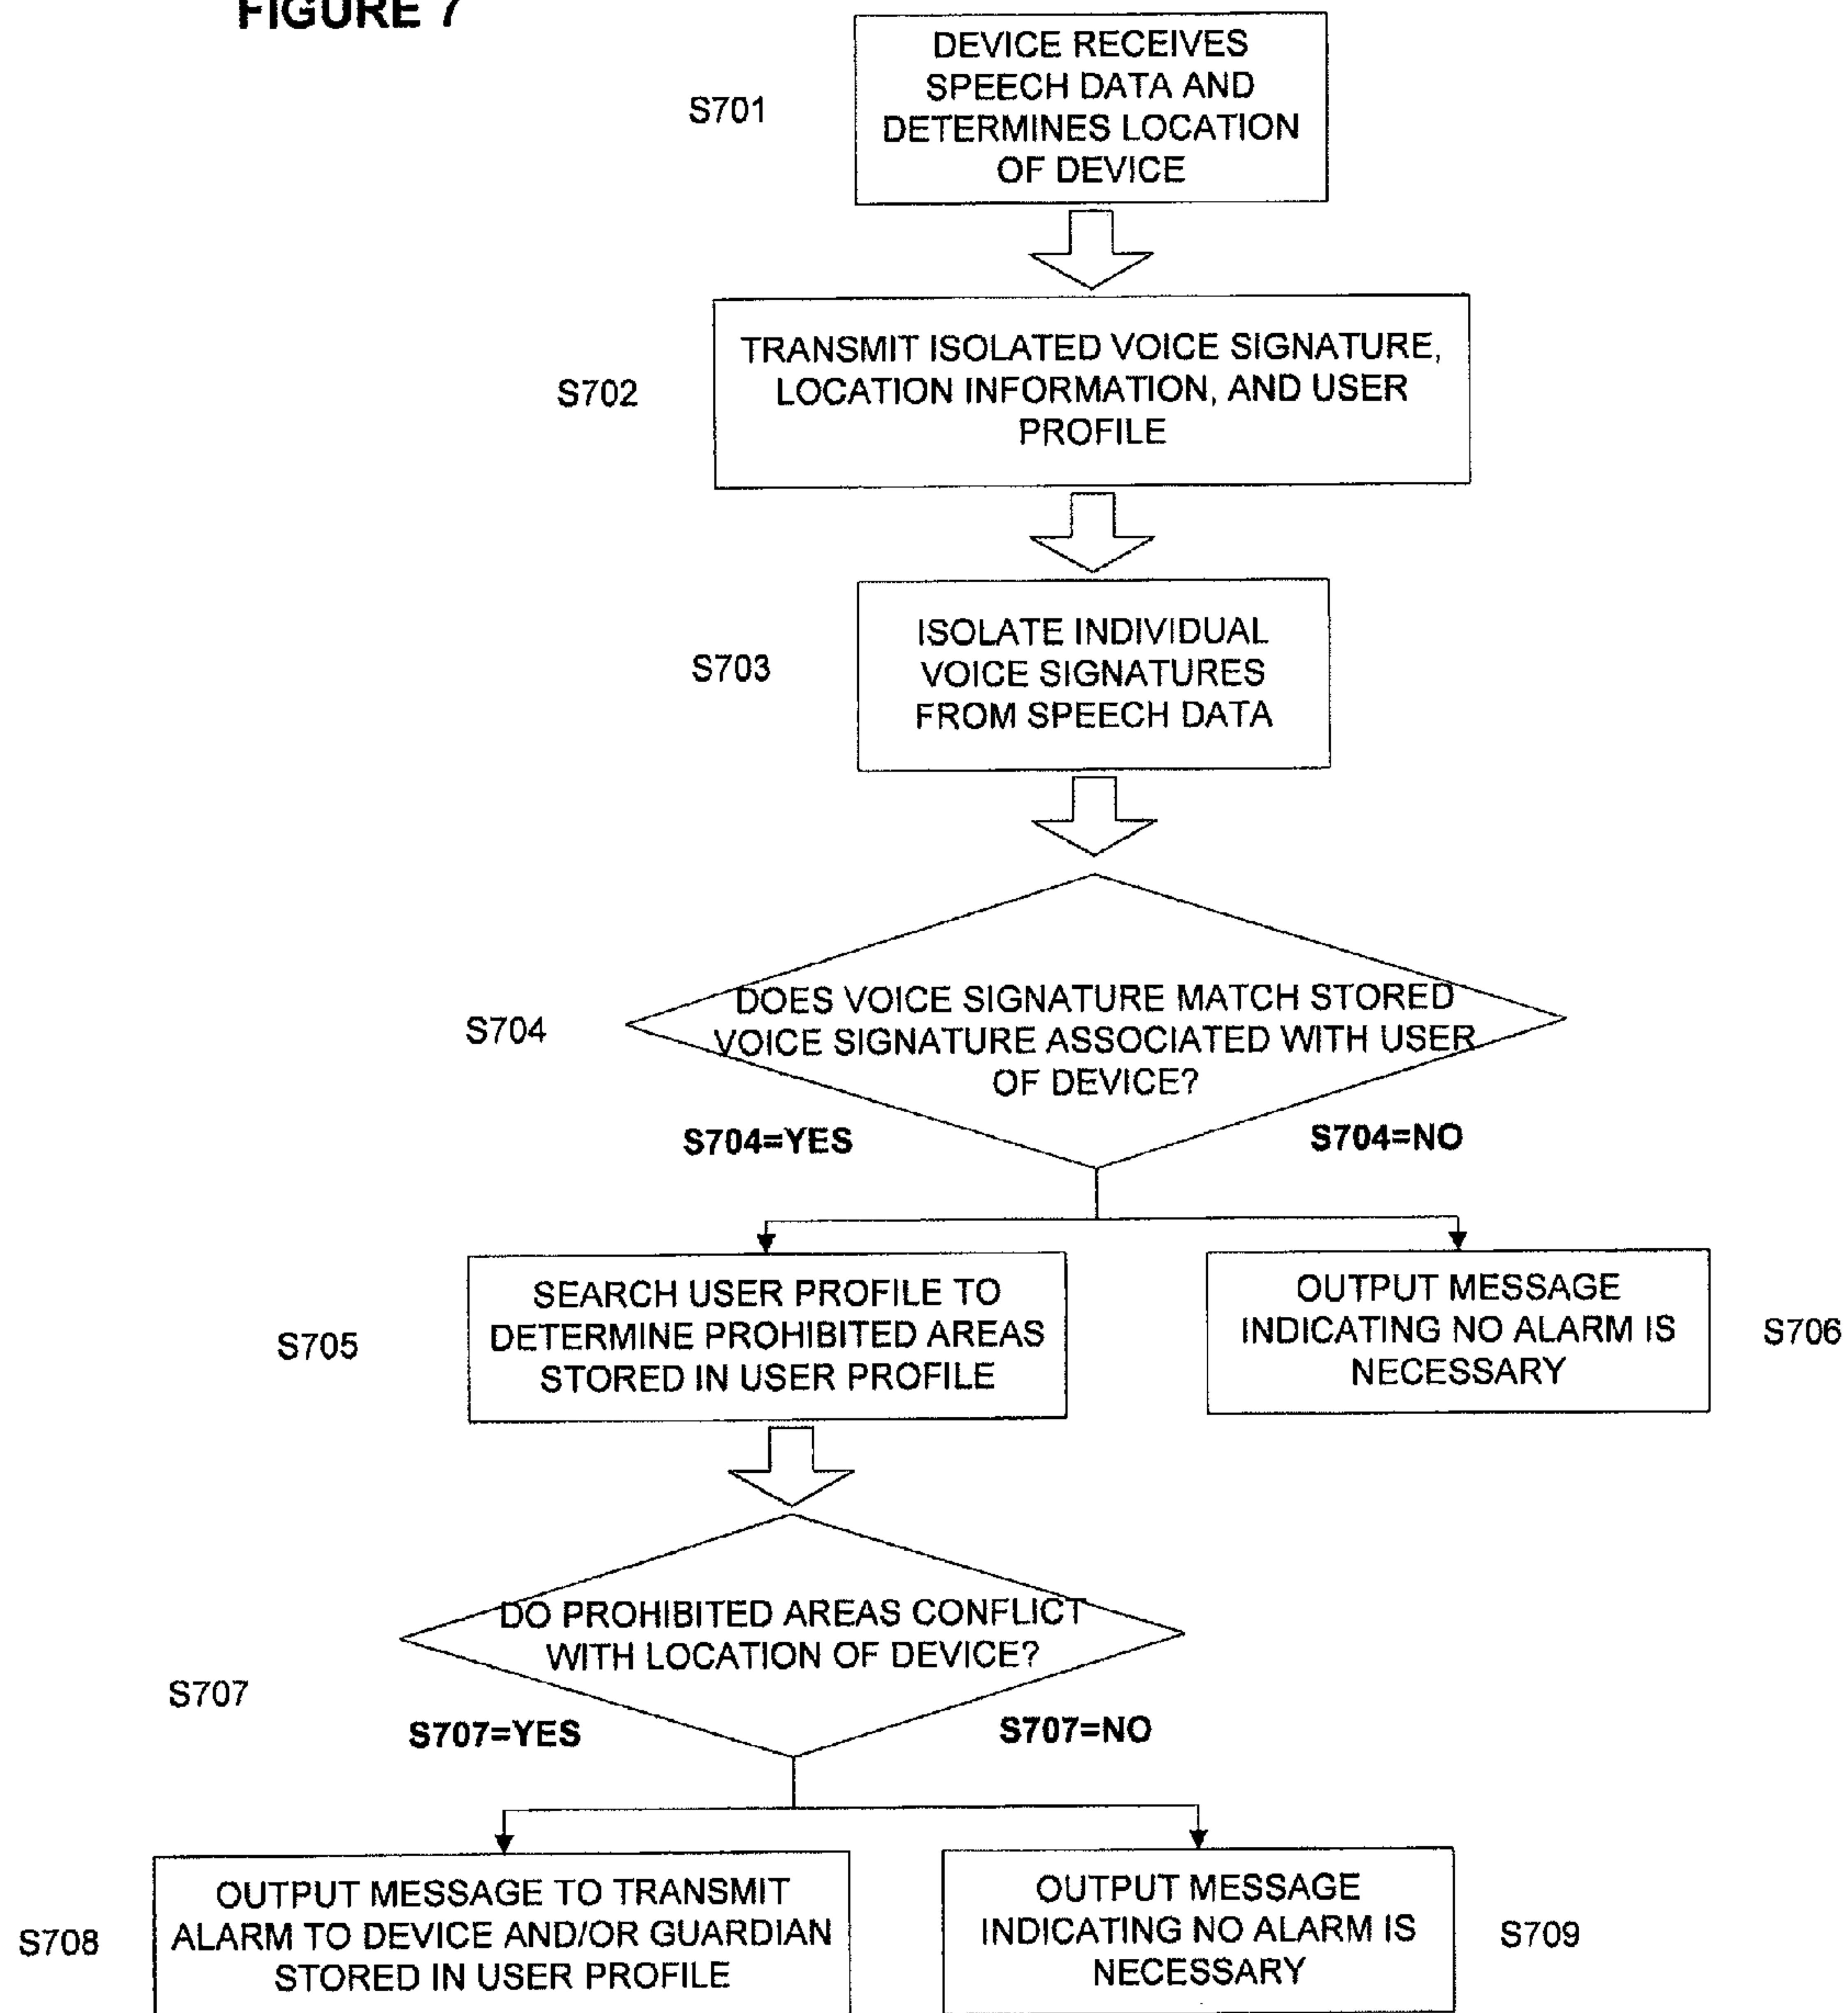 FIGURE 7
DEVICE RECEIVES
SPEECH DATA AND
DETERMINES LOCATION
OF DEVICE
S701
TRANSMIT ISOLATED VOICE SIGNATURE,
LOCATION INFORMATION, AND USER
PROFILE
S702
ISOLATE INDIVIDUAL
VOICE SIGNATURES
FROM SPEECH DATA
S703
DOES VOICE SIGNATURE MATCH STORED
VOICE SIGNATURE ASSOCIATED WITH USER
OF DEVICE?
S704
S704=YES
S704=NO
SEARCH USER PROFILE TO
DETERMINE PROHIBITED AREAS
STORED IN USER PROFILE
S705
OUTPUT MESSAGE
INDICATING NO ALARM IS
NECESSARY
S706
DO PROHIBITED AREAS CONFLICT
WITH LOCATION OF DEVICE?
S707
S707=YES
S707=NO
OUTPUT MESSAGE TO TRANSMIT
ALARM TO DEVICE AND/OR GUARDIAN
STORED IN USER PROFILE
S708
OUTPUT MESSAGE
INDICATING NO ALARM IS
NECESSARY
S709